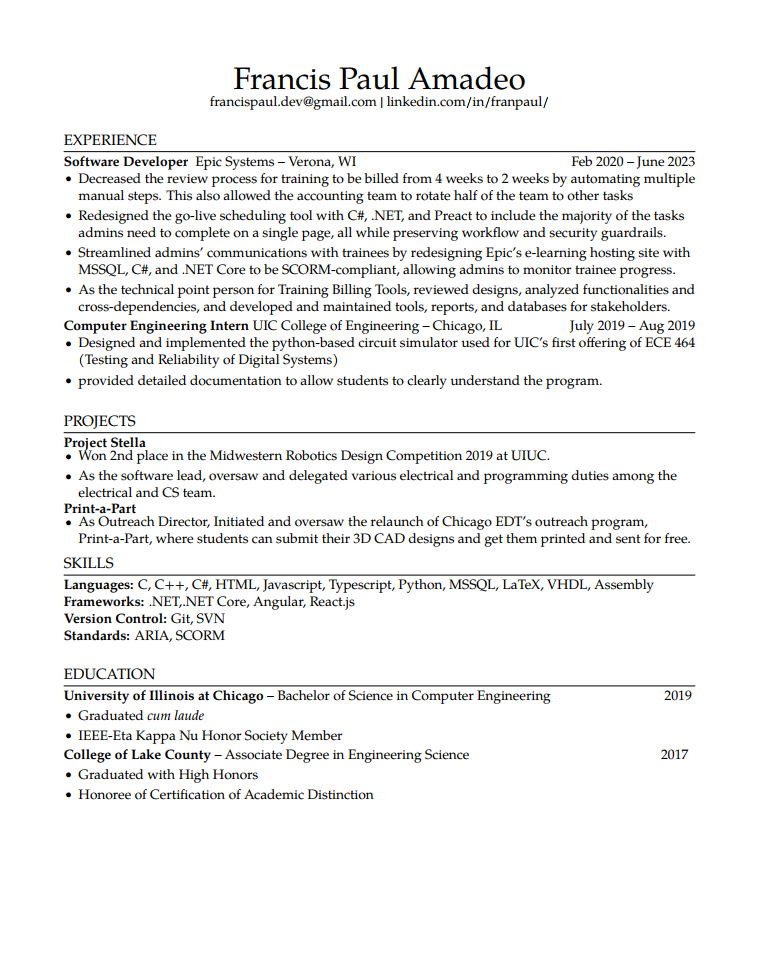 Francis Paul Amadeo
francispaul.dev@gmail.com | linkedin.com/in/franpaul/
EXPERIENCE
Software Developer Epic Systems – Verona, WI Feb 2020 – June 2023
• Decreased the review process for training to be billed from 4 weeks to 2 weeks by automating multiple
manual steps. This also allowed the accounting team to rotate half of the team to other tasks
• Redesigned the go-live scheduling tool with C#, .NET, and Preact to include the majority of the tasks
admins need to complete on a single page, all while preserving workflow and security guardrails.
• Streamlined admins' communications with trainees by redesigning Epic's e-learning hosting site with
MSSQL, C#, and .NET Core to be SCORM-compliant, allowing admins to monitor trainee progress.
• As the technical point person for Training Billing Tools, reviewed designs, analyzed functionalities and
cross-dependencies, and developed and maintained tools, reports, and databases for stakeholders.
Computer Engineering Intern UIC College of Engineering – Chicago, IL July 2019 – Aug 2019
• Designed and implemented the python-based circuit simulator used for UIC's first offering of ECE 464
(Testing and Reliability of Digital Systems)
• provided detailed documentation to allow students to clearly understand the program.
PROJECTS
Project Stella
• Won 2nd place in the Midwestern Robotics Design Competition 2019 at UIUC.
• As the software lead, oversaw and delegated various electrical and programming duties among the
electrical and CS team.
Print-a-Part
• As Outreach Director, Initiated and oversaw the relaunch of Chicago EDT's outreach program,
Print-a-Part, where students can submit their 3D CAD designs and get them printed and sent for free.
SKILLS
Languages: C, C++, C#, HTML, Javascript, Typescript, Python, MSSQL, LaTeX, VHDL, Assembly
Frameworks: .NET,.NET Core, Angular, React.js
Version Control: Git, SVN
Standards: ARIA, SCORM
EDUCATION
University of Illinois at Chicago – Bachelor of Science in Computer Engineering 2019
• Graduated cum laude
• IEEE-Eta Kappa Nu Honor Society Member
College of Lake County – Associate Degree in Engineering Science 2017
• Graduated with High Honors
• Honoree of Certification of Academic Distinction